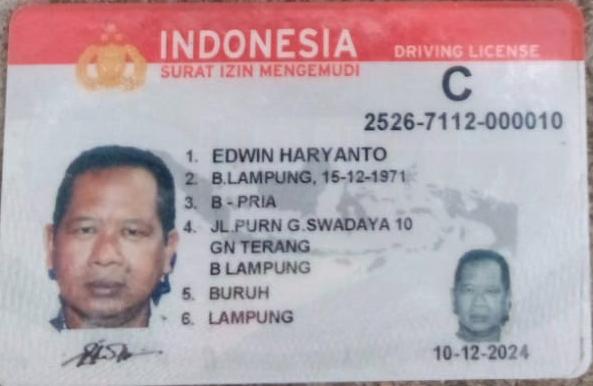 INDONESIA
SURAT IZIN MENGEMUDI
DRIVING LICENSE
C
2526-7112-000010
1. EDWIN HARYANTO
2. B.LAMPUNG, 15-12-1971
3. B - PRIA
4. JL.PURN G.SWADAYA 10
GN TERANG
B LAMPUNG
5. BURUH
6. LAMPUNG
10-12-2024